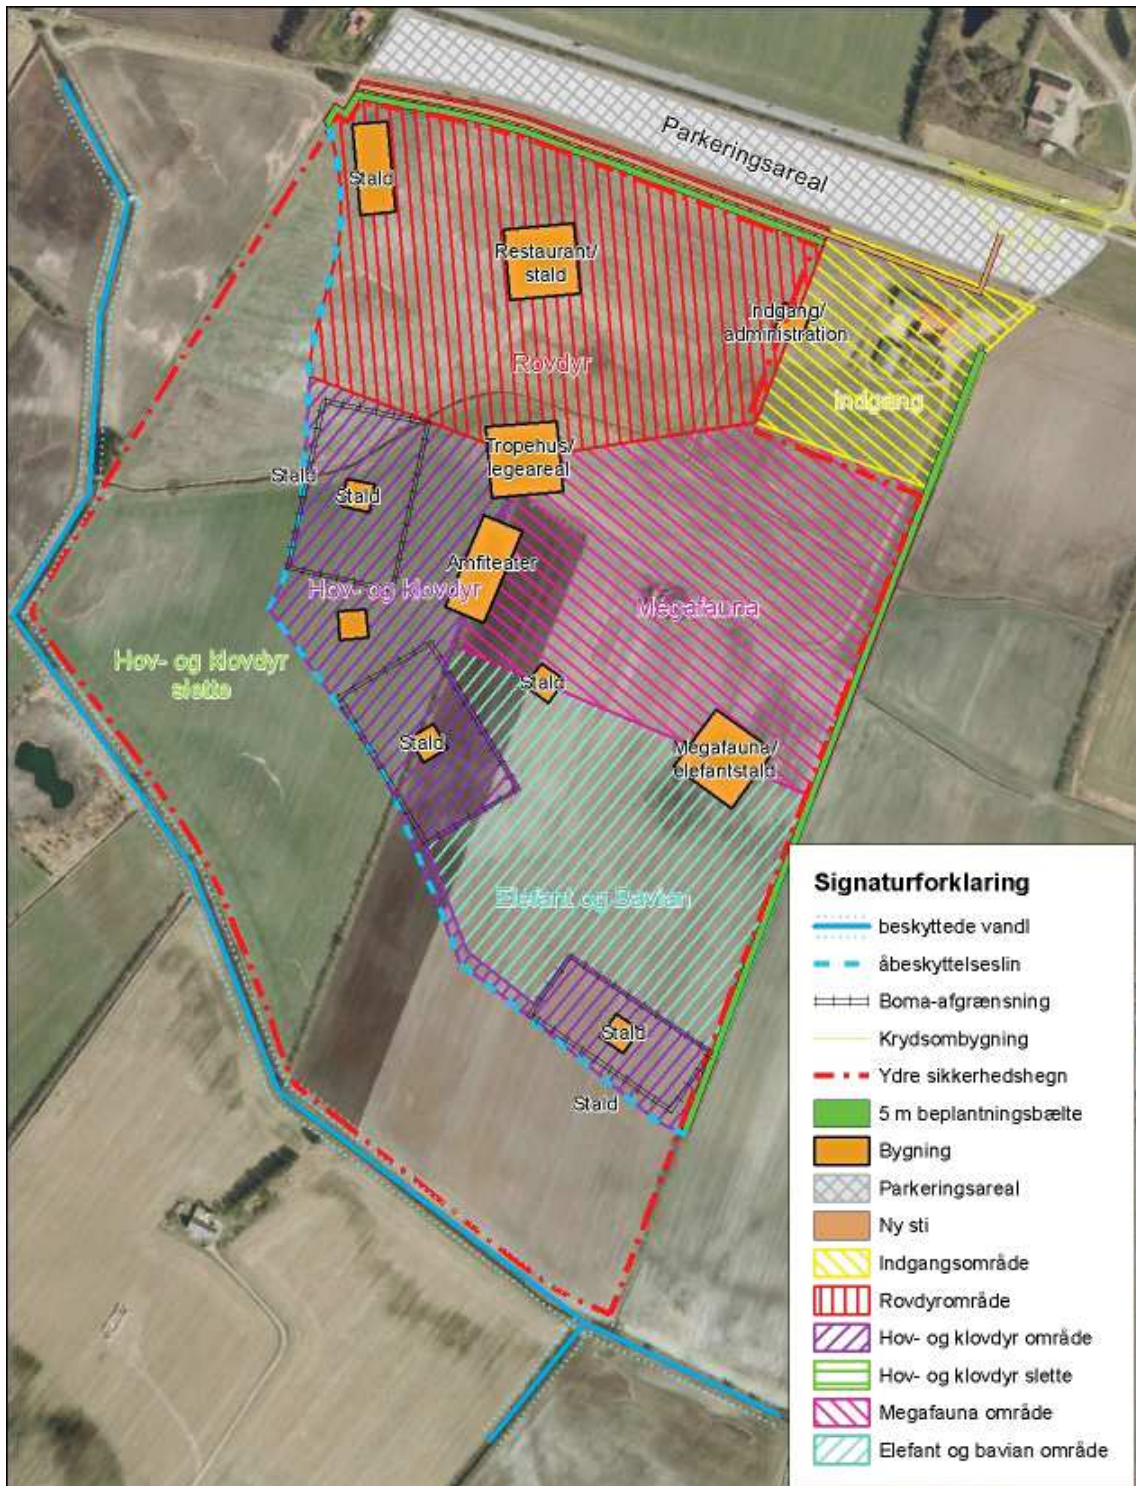 Parkeringsareal
Stald
Restaurant/
stald
Indgang/
administration
Rovdyr
Indgang
Tropehus/
legeareal
Stald
Stald
Amfiteater
Hov- og klovdyr
Megafauna
Hov- og klovdyr
slette
Stald
Stald
Megafauna/
elefantstald
Elefant og Bavian
Stald
Stald
Signaturforklaring
beskyttede vandl
åbeskyttelseslin
Boma-afgrænsning
Krydsombygning
Ydre sikkerhedshegn
5 m beplantningsbælte
Bygning
Parkeringsareal
Ny sti
Indgangsområde
Rovdyrområde
Hov- og klovdyr område
Hov- og klovdyr slette
Megafauna område
Elefant og bavian område